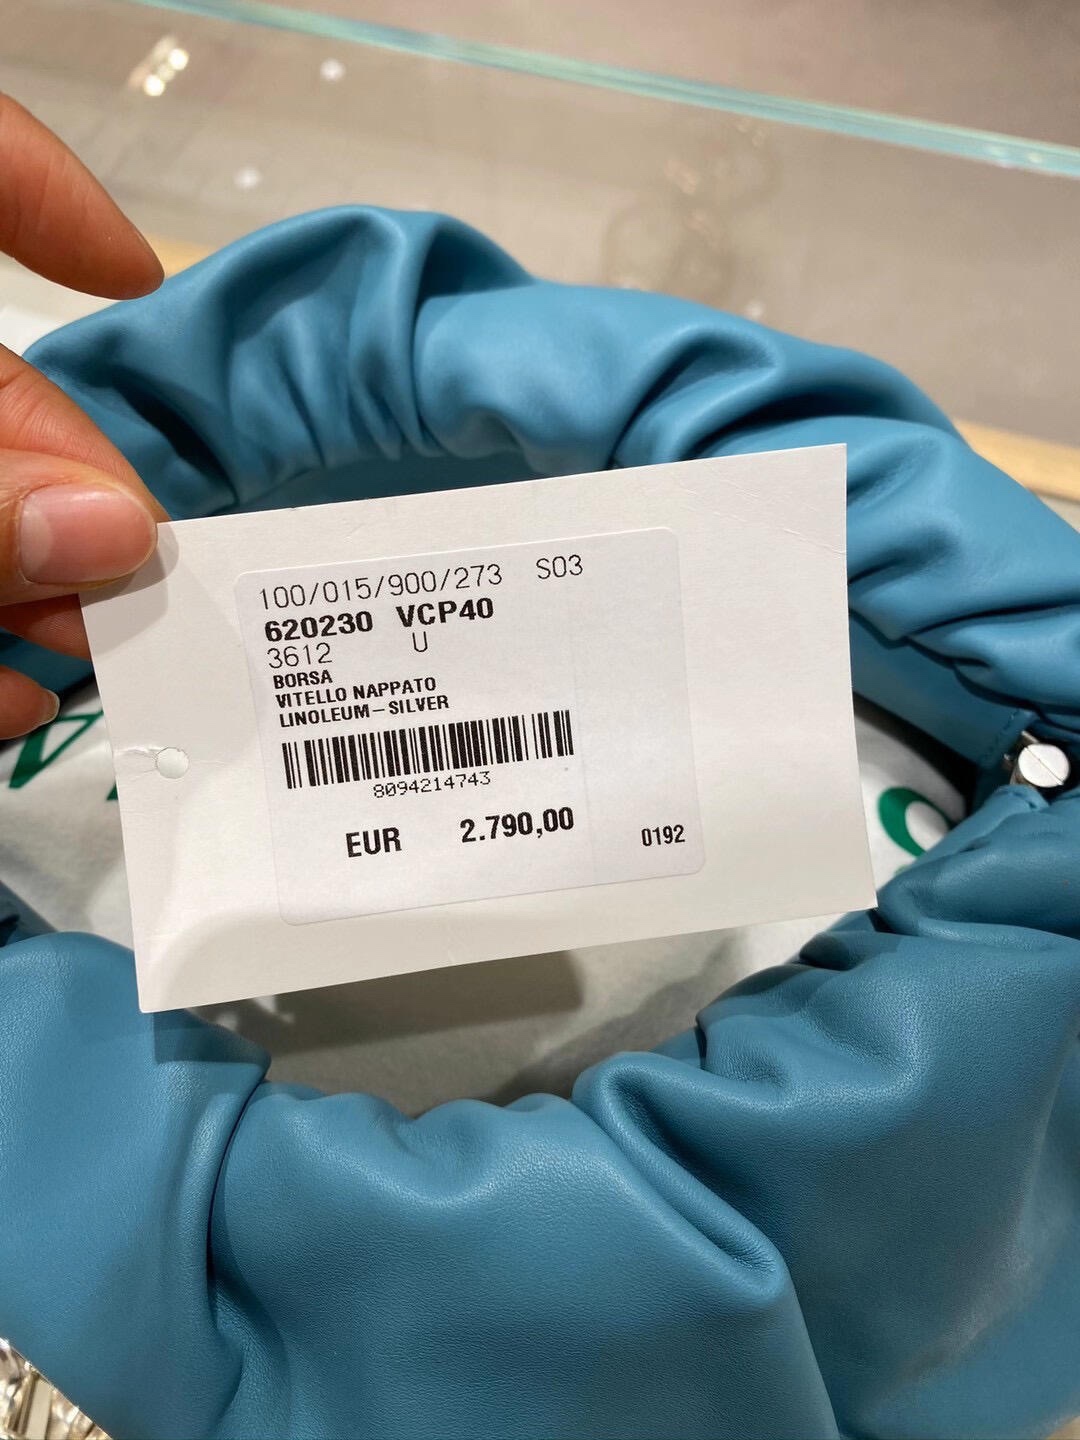 100/015/900/273 S03
620230 VCP40
3612 U
BORSA
VITELLO NAPPATO
LINOLEUM-SILVER
8094214743
EUR 2.790,00
0192